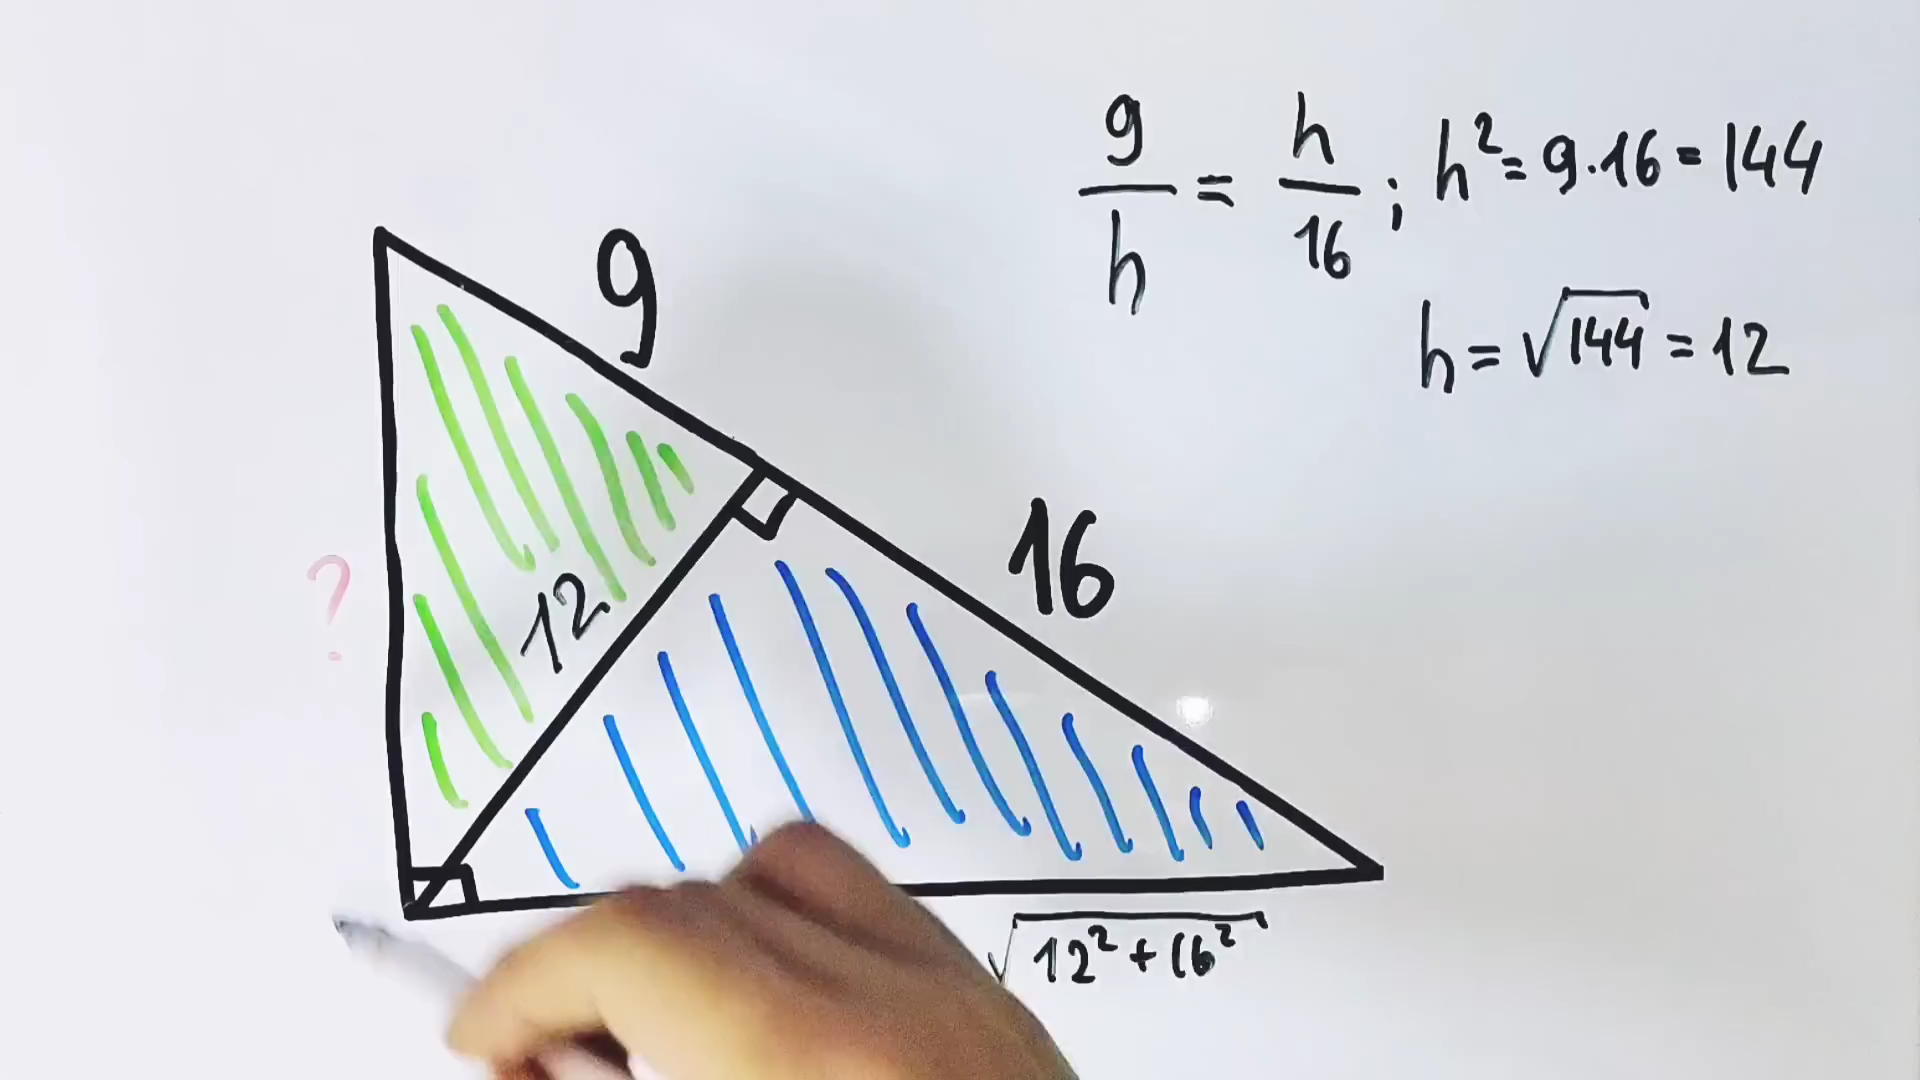 9/h = h/16 ; h² = 9·16 = 144
h = √144 = 12
9
16
12
?
√12² + 16²